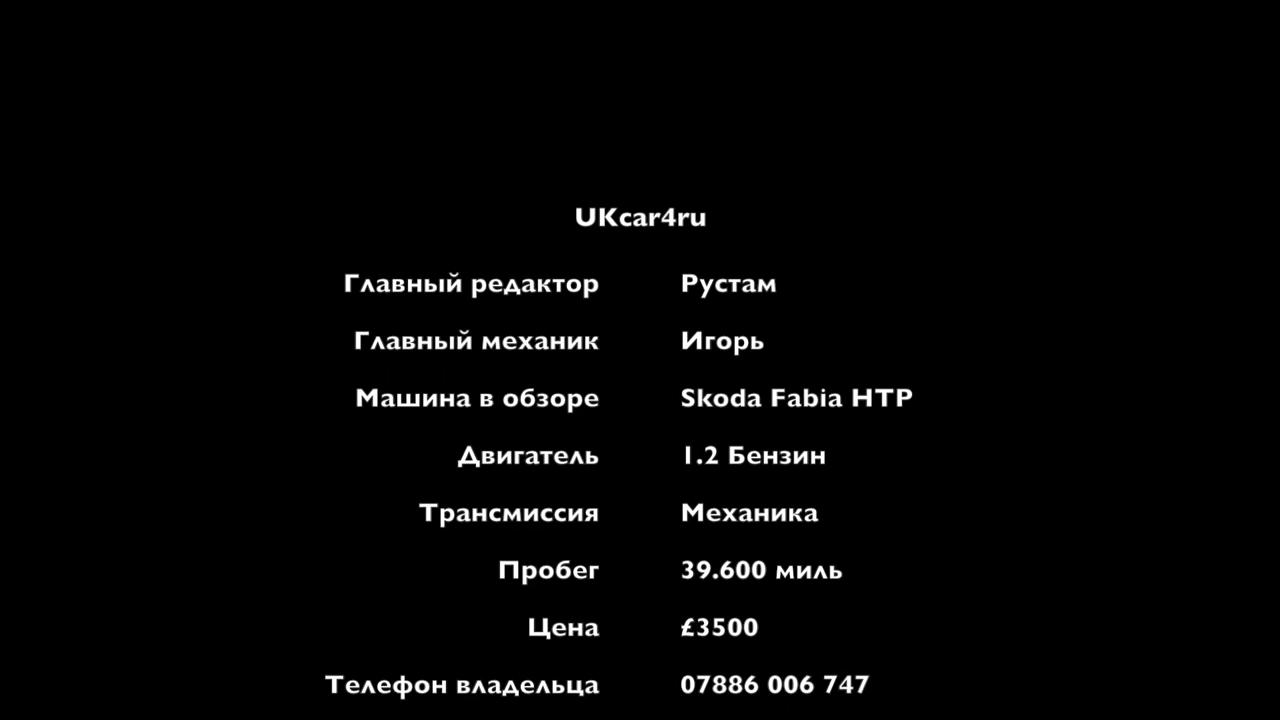 UKcar4ru
Главный редактор Рустам
Главный механик Игорь
Машина в обзоре Skoda Fabia HTP
Двигатель 1.2 Бензин
Трансмиссия Механика
Пробег 39.600 миль
Цена £3500
Телефон владельца 07886 006 747